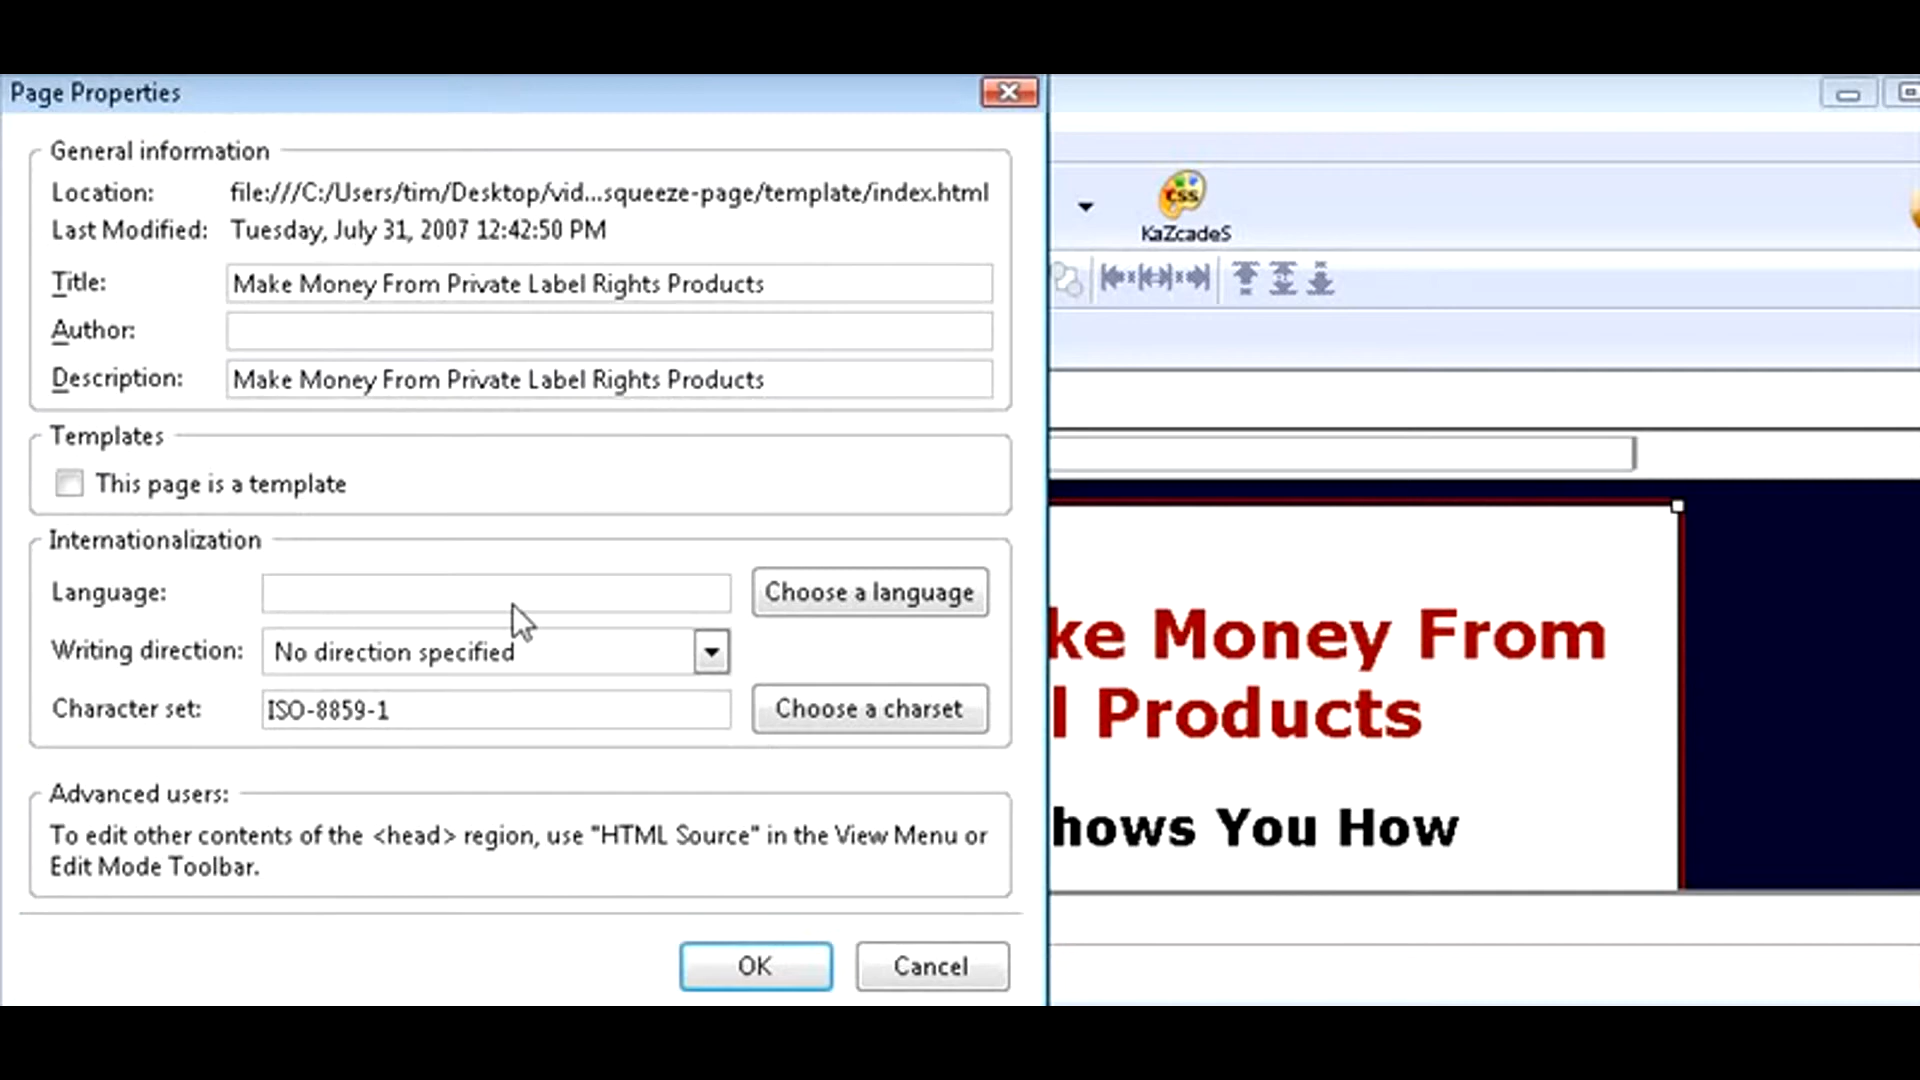 Page Properties
General information
Location: file:///C:/Users/tim/Desktop/vid...squeeze-page/template/index.html
Last Modified: Tuesday, July 31, 2007 12:42:50 PM
Title: Make Money From Private Label Rights Products
Author:
Description: Make Money From Private Label Rights Products
Templates
This page is a template
Internationalization
Language: Choose a language
Writing direction: No direction specified
Character set: ISO-8859-1 Choose a charset
Advanced users:
To edit other contents of the <head> region, use "HTML Source" in the View Menu or
Edit Mode Toolbar.
OK Cancel
css
KaZcadeS
ke Money From
l Products
hows You How